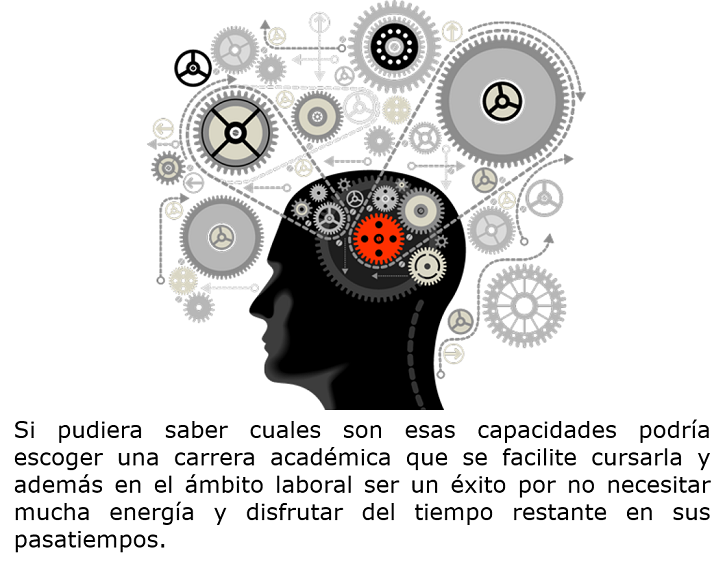 Si pudiera saber cuales son esas capacidades podría
escoger una carrera académica que se facilite cursarla y
además en el ámbito laboral ser un éxito por no necesitar
mucha energía y disfrutar del tiempo restante en sus
pasatiempos.